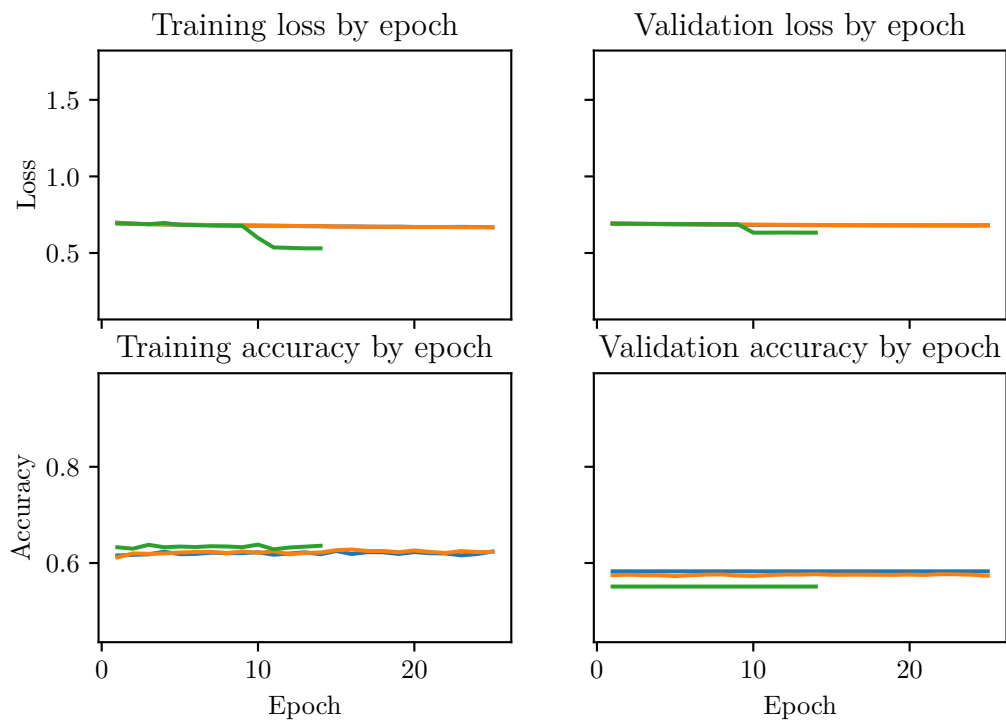 Training loss by epoch
Validation loss by epoch
Loss
1.5
1.0
0.5
Training accuracy by epoch
Validation accuracy by epoch
Accuracy
0.8
0.6
0
10
20
Epoch
0
10
20
Epoch